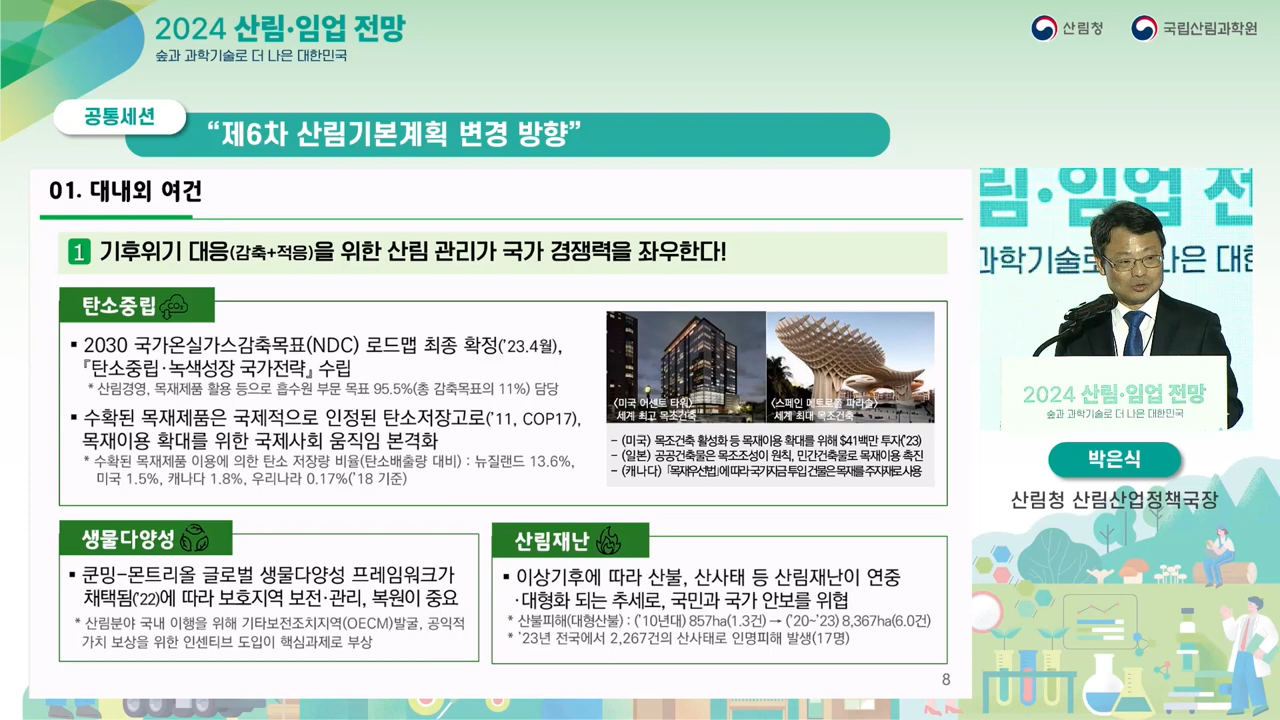 2024 산림·임업 전망
숲과 과학기술로 더 나은 대한민국
산림청
국립산림과학원
공통세션
“제6차 산림기본계획 변경 방향”
01. 대내외 여건
1 기후위기 대응(감축+적응)을 위한 산림 관리가 국가 경쟁력을 좌우한다!
탄소중립
CO₂
▪ 2030 국가온실가스감축목표(NDC) 로드맵 최종 확정('23.4월),
『탄소중립·녹색성장 국가전략』 수립
* 산림경영, 목재제품 활용 등으로 흡수원 부문 목표 95.5%(총 감축목표의 11%) 담당
▪ 수확된 목재제품은 국제적으로 인정된 탄소저장고로('11, COP17),
목재이용 확대를 위한 국제사회 움직임 본격화
* 수확된 목재제품 이용에 의한 탄소 저장량 비율(탄소배출량 대비) : 뉴질랜드 13.6%,
미국 1.5%, 캐나다 1.8%, 우리나라 0.17%('18 기준)
<미국 어센트 타워>
세계 최고 목조건축
<스페인 메트로폴 파라솔>
세계 최대 목조건축
- (미국) 목조건축 활성화 등 목재이용 확대를 위해 $41백만 투자('23)
- (일본) 공공건축물은 목조조성이 원칙, 민간건축물로 목재이용 촉진
- (캐나다) 「목재우선법」에 따라 국가자금 투입 건물은 목재를 주자재로 사용
생물다양성
▪ 쿤밍-몬트리올 글로벌 생물다양성 프레임워크가
채택됨('22)에 따라 보호지역 보전·관리, 복원이 중요
* 산림분야 국내 이행을 위해 기타보전조치지역(OECM)발굴, 공익적
가치 보상을 위한 인센티브 도입이 핵심과제로 부상
산림재난
▪ 이상기후에 따라 산불, 산사태 등 산림재난이 연중
·대형화 되는 추세로, 국민과 국가 안보를 위협
* 산불피해(대형산불) : ('10년대) 857ha(1.3건) → ('20~'23) 8,367ha(6.0건)
* '23년 전국에서 2,267건의 산사태로 인명피해 발생(17명)
8
림·임업 전
과학기술로
나은 대한
2024 산림·임업 전망
숲과 과학기술로 더 나은 대한민국
박은식
산림청 산림산업정책국장